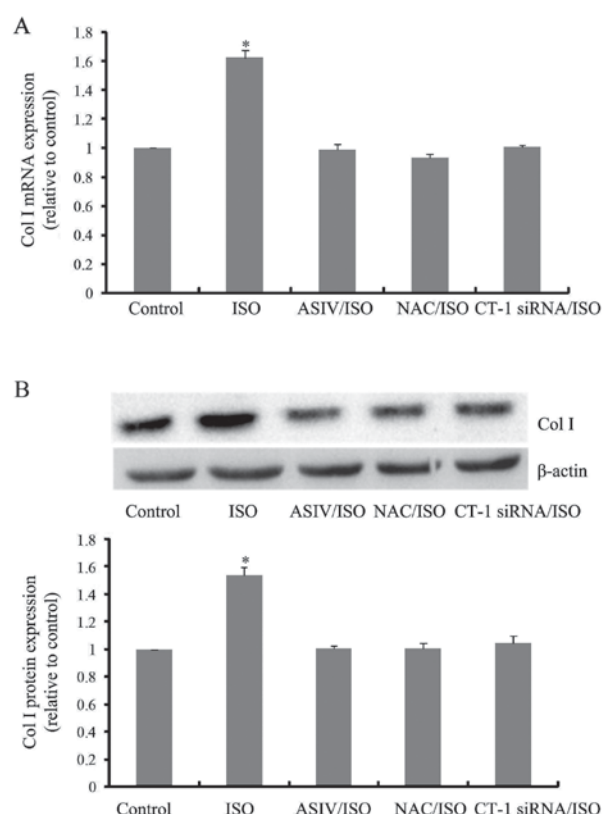 A
Col I mRNA expression
(relative to control)
1.8
1.6
1.4
1.2
1
0.8
0.6
0.4
0.2
0
*
Control ISO ASIV/ISO NAC/ISO CT-1 siRNA/ISO
B
Col I
β-actin
Control ISO ASIV/ISO NAC/ISO CT-1 siRNA/ISO
Col I protein expression
(relative to control)
1.8
1.6
1.4
1.2
1
0.8
0.6
0.4
0.2
0
*
Control ISO ASIV/ISO NAC/ISO CT-1 siRNA/ISO